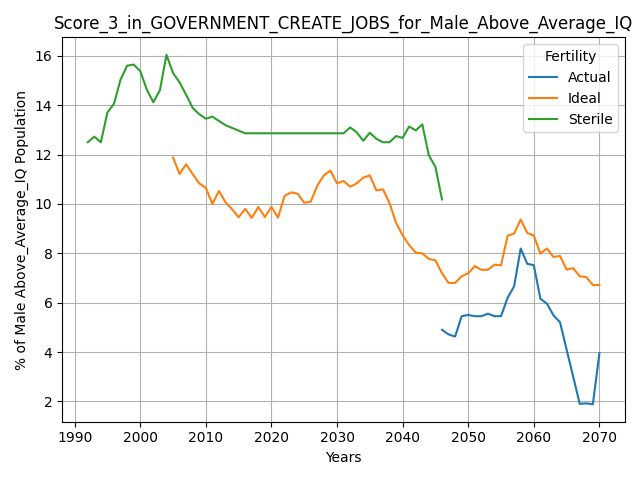 Score_3_in_GOVERNMENT_CREATE_JOBS_for_Male_Above_Average_IQ
% of Male Above_Average_IQ Population
16
14
12
10
8
6
4
2
Fertility
Actual
Ideal
Sterile
1990 2000 2010 2020 2030 2040 2050 2060 2070
Years